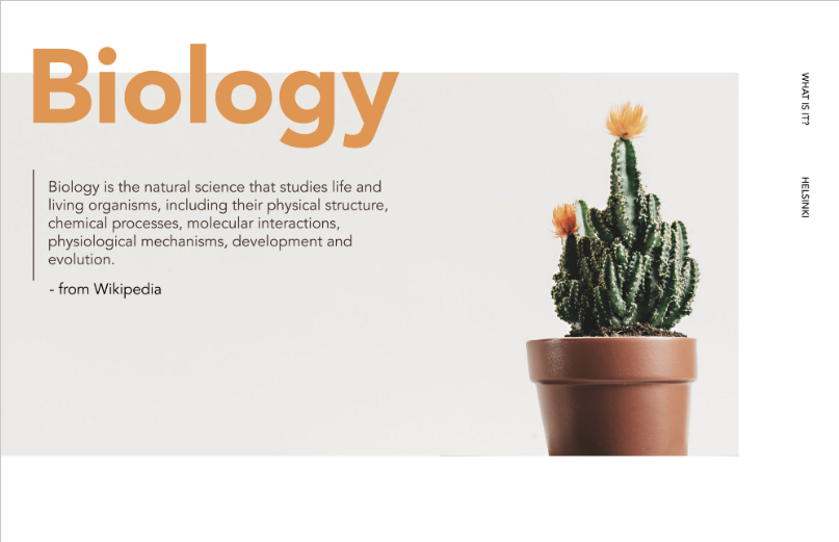 Biology
Biology is the natural science that studies life and
living organisms, including their physical structure,
chemical processes, molecular interactions,
physiological mechanisms, development and
evolution.
- from Wikipedia
WHAT IS IT?
HELSINKI